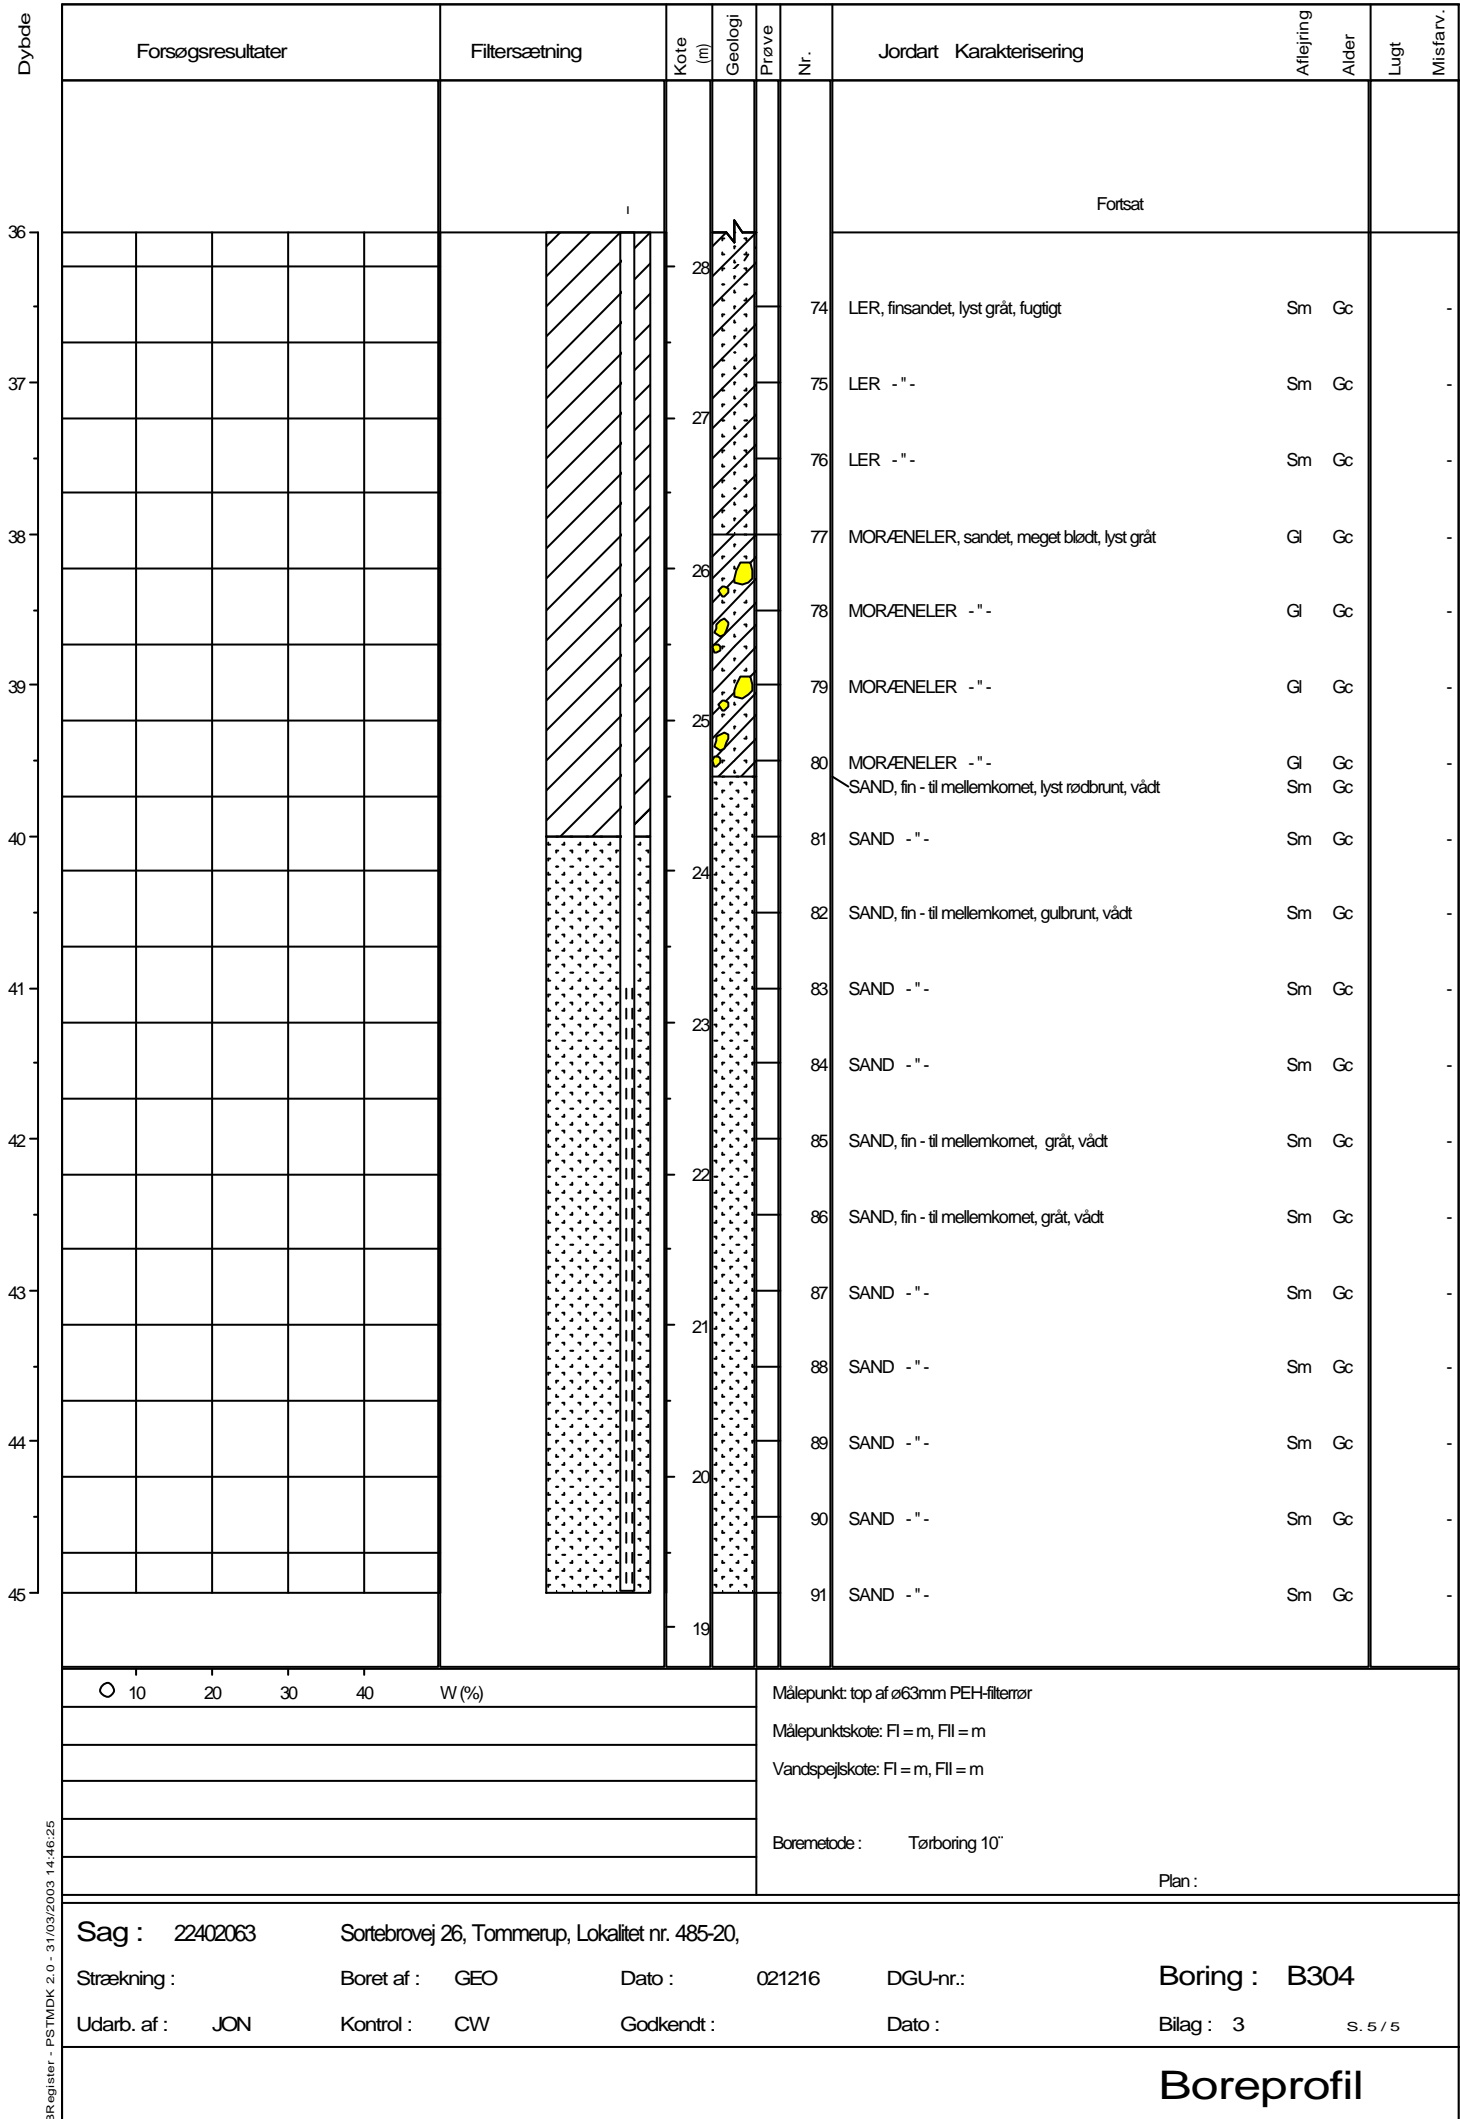 Dybde Forsøgsresultater Filtersætning Kote (m) Geologi Prøve Nr. Jordart Karakterisering Aflejring Alder Lugt Misfarv.
Fortsat
36
28
74 LER, finsandet, lyst gråt, fugtigt Sm Gc -
37 75 LER -"- Sm Gc -
27
76 LER -"- Sm Gc -
38 77 MORÆNELER, sandet, meget blødt, lyst gråt Gl Gc -
26
78 MORÆNELER -"- Gl Gc -
39 79 MORÆNELER -"- Gl Gc -
25
80 MORÆNELER -"- Gl Gc -
SAND, fin - til mellemkornet, lyst rødbrunt, vådt Sm Gc
40 81 SAND -"- Sm Gc -
24
82 SAND, fin - til mellemkornet, gulbrunt, vådt Sm Gc -
41 83 SAND -"- Sm Gc -
23
84 SAND -"- Sm Gc -
42 85 SAND, fin - til mellemkornet, gråt, vådt Sm Gc -
22
86 SAND, fin - til mellemkornet, gråt, vådt Sm Gc -
43 87 SAND -"- Sm Gc -
21
88 SAND -"- Sm Gc -
44 89 SAND -"- Sm Gc -
20
90 SAND -"- Sm Gc -
45 91 SAND -"- Sm Gc -
19
10 20 30 40 W (%)
Målepunkt: top af ø63mm PEH-filterrør
Målepunktskote: FI = m, FII = m
Vandspejlskote: FI = m, FII = m
Boremetode : Tørboring 10¨
Plan :
Sag : 22402063 Sortebrovej 26, Tommerup, Lokalitet nr. 485-20,
Strækning : Boret af : GEO Dato : 021216 DGU-nr.: Boring : B304
Udarb. af : JON Kontrol : CW Godkendt : Dato : Bilag : 3 S. 5 / 5
Boreprofil
BRegister - PSTMDK 2.0 - 31/03/2003 14:46:25